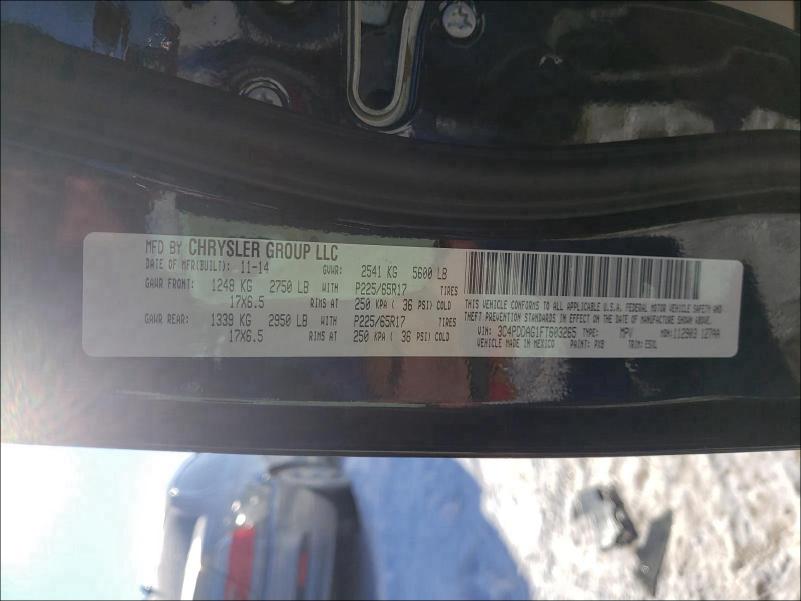 MFD BY CHRYSLER GROUP LLC
DATE OF MFR(BUILT): 11-14 GVWR: 2541 KG 5600 LB
GAWR FRONT: 1248 KG 2750 LB WITH P225/65R17 TIRES
17X6.5 RIMS AT 250 KPA ( 36 PSI) COLD
GAWR REAR: 1339 KG 2950 LB WITH P225/65R17 TIRES
17X6.5 RIMS AT 250 KPA ( 36 PSI) COLD
THIS VEHICLE CONFORMS TO ALL APPLICABLE U.S.A. FEDERAL MOTOR VEHICLE SAFETY AND
THEFT PREVENTION STANDARDS IN EFFECT ON THE DATE OF MANUFACTURE SHOWN ABOVE.
VIN: 3C4PDDAG1FT603265 TYPE: MPV MDH: 112903 127AA
VEHICLE MADE IN MEXICO PAINT: PX8 TRIM: